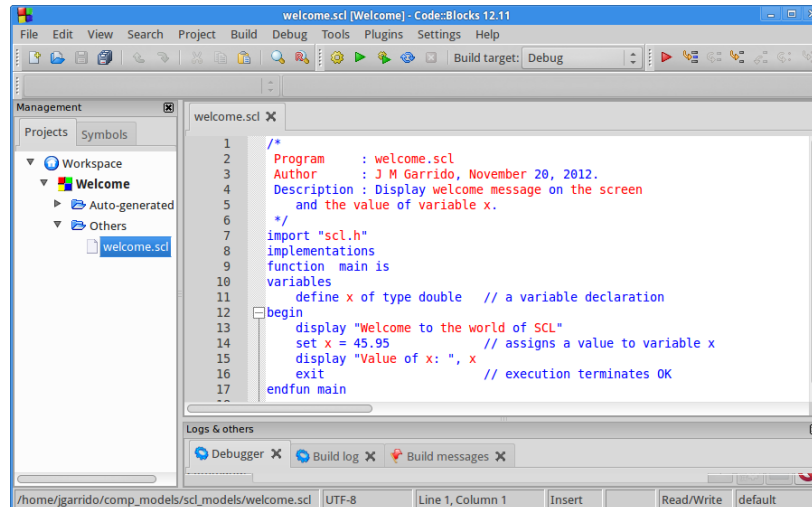 welcome.scl [Welcome] - Code::Blocks 12.11
File Edit View Search Project Build Debug Tools Plugins Settings Help
Build target: Debug
Management
Projects Symbols
Workspace
Welcome
Auto-generated
Others
welcome.scl
welcome.scl
1 /*
2 Program : welcome.scl
3 Author : J M Garrido, November 20, 2012.
4 Description : Display welcome message on the screen
5 and the value of variable x.
6 */
7 import "scl.h"
8 implementations
9 function main is
10 variables
11 define x of type double // a variable declaration
12 begin
13 display "Welcome to the world of SCL"
14 set x = 45.95 // assigns a value to variable x
15 display "Value of x: ", x
16 exit // execution terminates OK
17 endfun main
Logs & others
Debugger Build log Build messages
/home/jgarrido/comp_models/scl_models/welcome.scl UTF-8 Line 1, Column 1 Insert Read/Write default